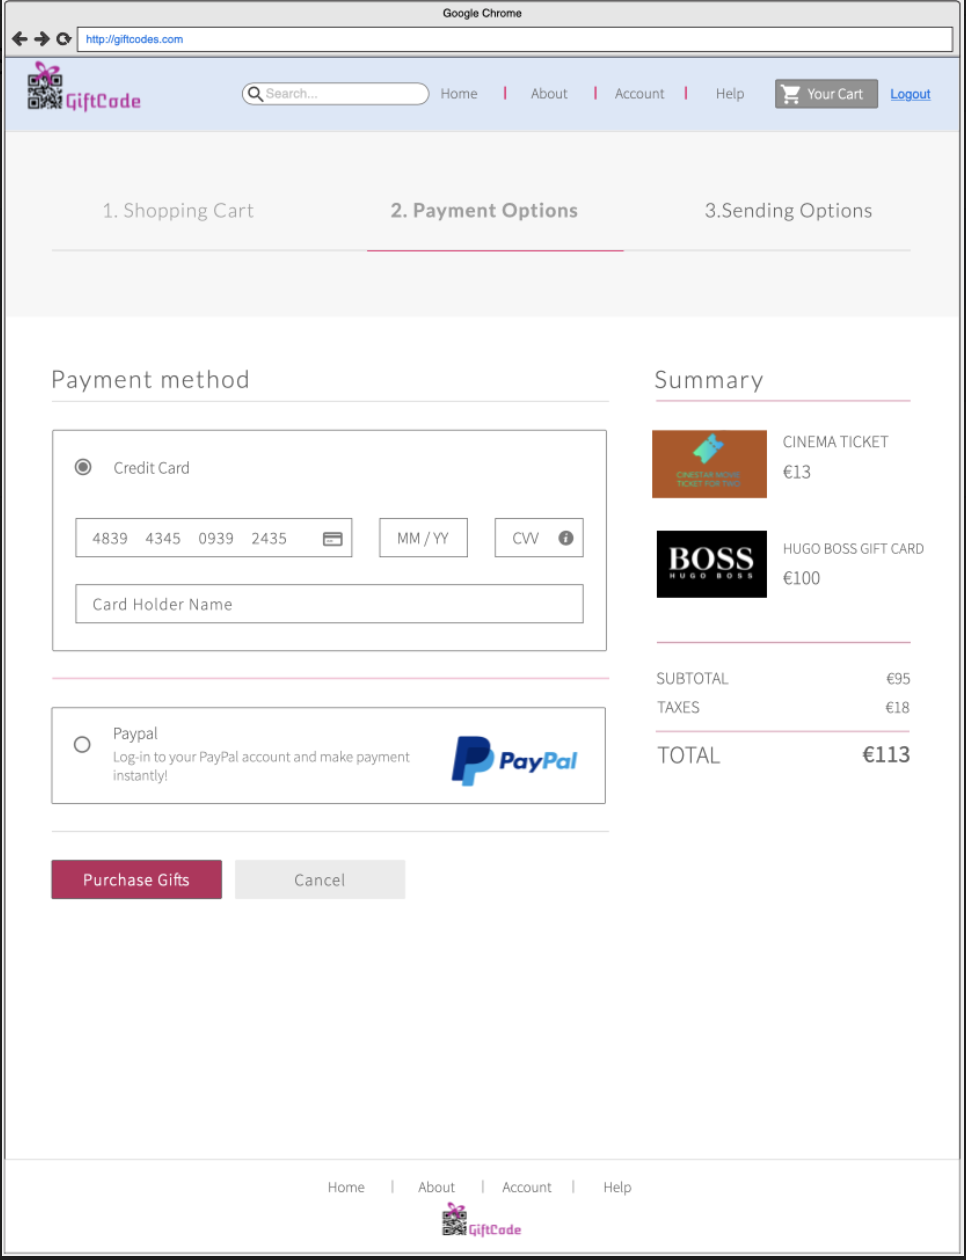 Google Chrome
http://giftcodes.com
GiftCode
Search...
Home
About
Account
Help
Your Cart
Logout
1. Shopping Cart
2. Payment Options
3.Sending Options
Payment method
Summary
Credit Card
4839 4345 0939 2435
MM / YY
CVV
Card Holder Name
CINESTAR MOVIE
TICKET FOR TWO
CINEMA TICKET
€13
BOSS
HUGO BOSS
HUGO BOSS GIFT CARD
€100
SUBTOTAL €95
TAXES €18
TOTAL €113
Paypal
Log-in to your PayPal account and make payment
instantly!
PayPal
Purchase Gifts
Cancel
Home | About | Account | Help
GiftCode